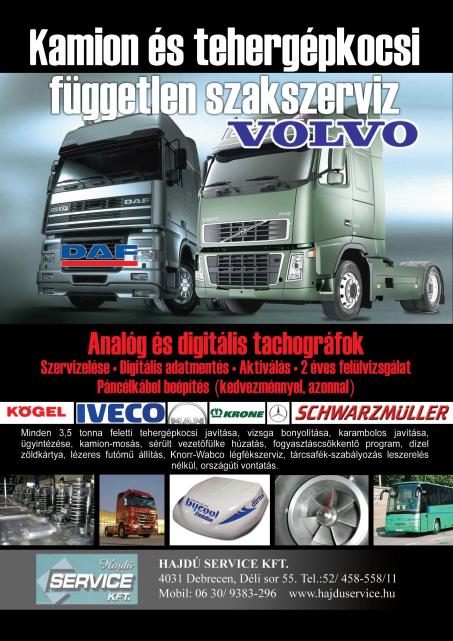 Kamion és tehergépkocsi
független szakszerviz
VOLVO
DAF
DAF
VOLVO
Analóg és digitális tachográfok
Szervizelése • Digitális adatmentés • Aktiválás • 2 éves felülvizsgálat
Páncélkábel beépítés (kedvezménnyel, azonnal)
KÖGEL IVECO MAN KRONE SCHWARZMÜLLER
Minden 3,5 tonna feletti tehergépkocsi javítása, vizsga bonyolítása, karambolos javítása,
ügyintézése, kamion-mosás, sérült vezetőfülke húzatás, fogyasztáscsökkentő program, dízel
zöldkártya, lézeres futómű állítás, Knorr-Wabco légfékszerviz, tárcsafék-szabályozás leszerelés
nélkül, országúti vontatás.
bycool
dirna
Hajdú
SERVICE
KFT.
HAJDÚ SERVICE KFT.
4031 Debrecen, Déli sor 55. Tel.:52/ 458-558/11
Mobil: 06 30/ 9383-296 www.hajduservice.hu